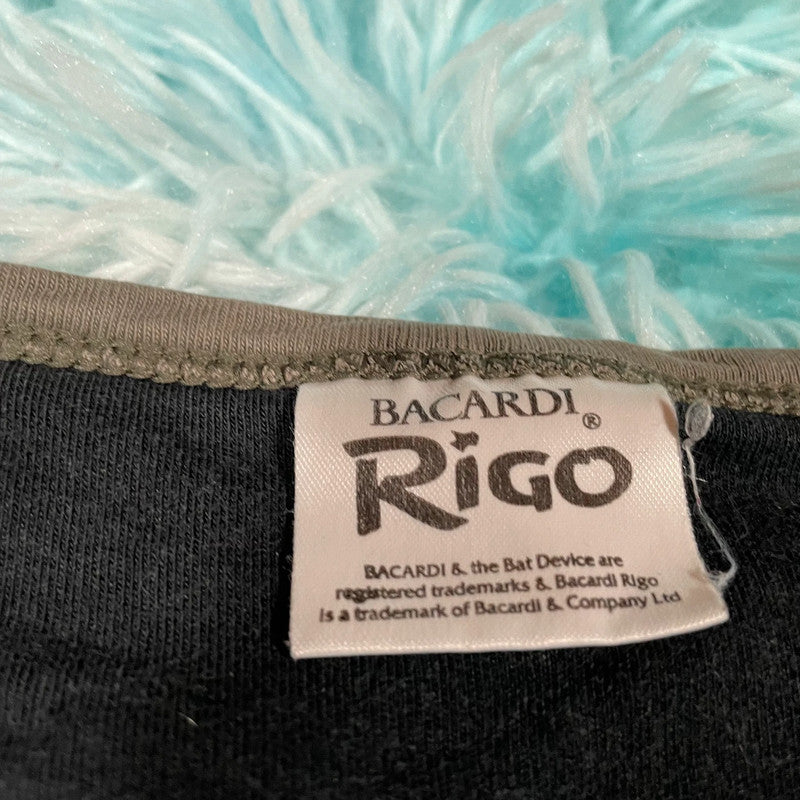 BACARDI®
RiGO
BACARDI & the Bat Device are
registered trademarks & Bacardi Rigo
is a trademark of Bacardi & Company Ltd